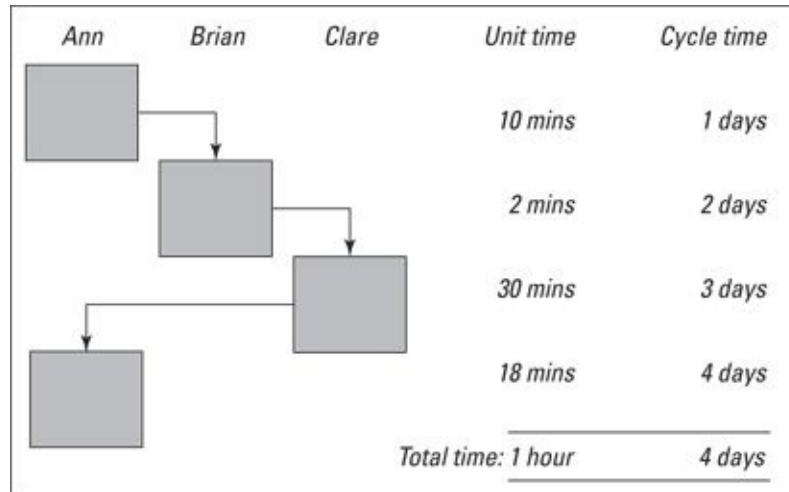 Ann Brian Clare Unit time Cycle time
10 mins 1 days
2 mins 2 days
30 mins 3 days
18 mins 4 days
Total time: 1 hour 4 days